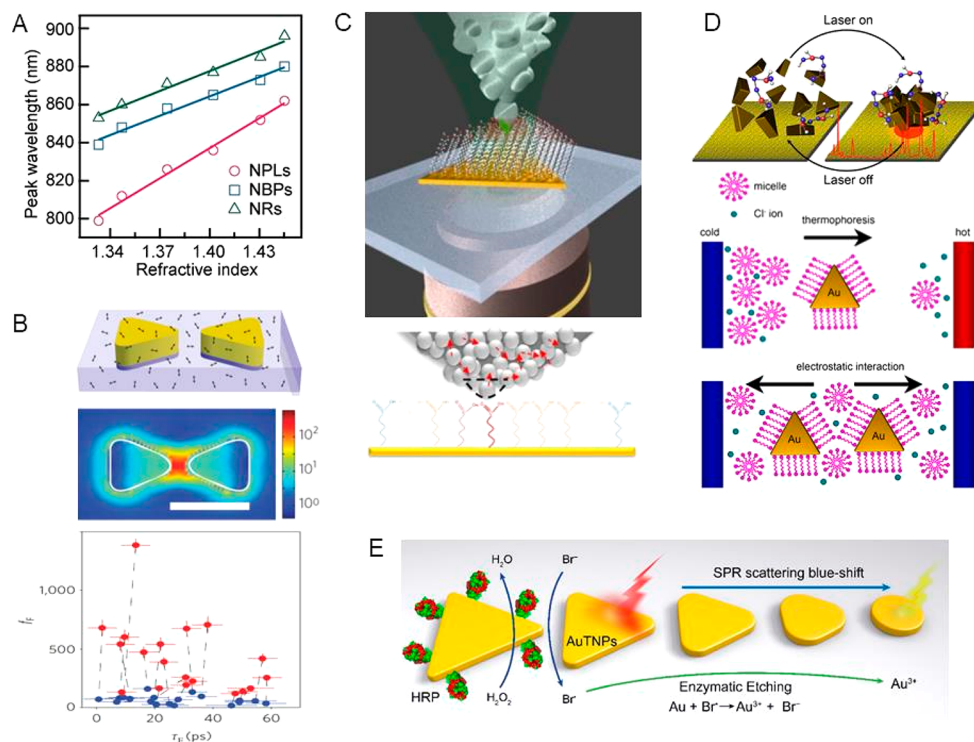 A
900
880
860
840
820
800
Peak wavelength (nm)
NPLs
NBPs
NRs
1.34
1.37
1.40
1.43
Refractive index
B
10²
10¹
10⁰
1,000
500
0
f_F
0
20
40
60
τ_F (ps)
C
D
Laser on
Laser off
micelle
Cl⁻ ion
cold
thermophoresis
hot
Au
electrostatic interaction
Au
Au
E
H₂O
Br⁻
SPR scattering blue-shift
AuTNPs
HRP
H₂O₂
Br⁻
Enzymatic Etching
Au³⁺
Au + Br⁻→Au³⁺ + Br⁻